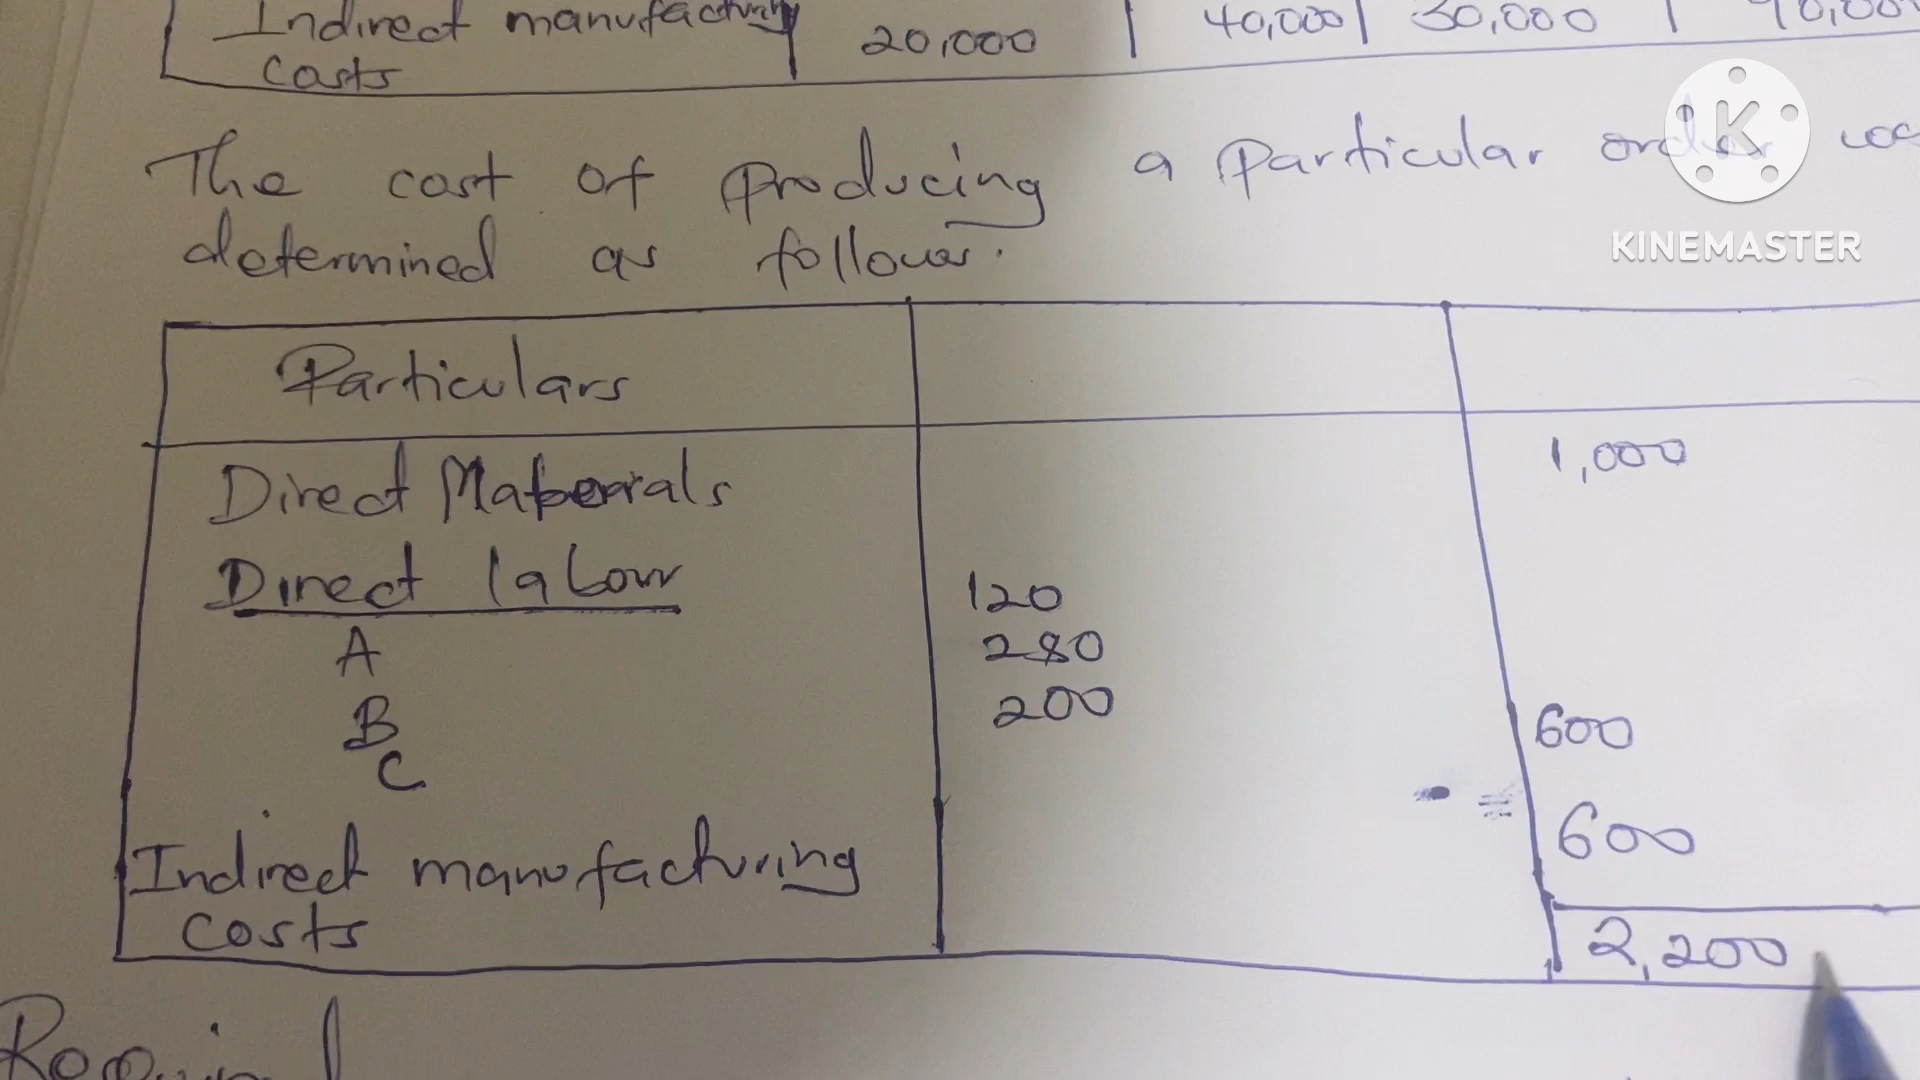 Indirect manufacturing 20,000 40,000 30,000
costs
The cost of producing a particular order
determined as follows.
KINEMASTER
Particulars
Direct Materials 1,000
Direct labour 120
A 280
B 200 600
C
Indirect manufacturing 600
costs
2,200